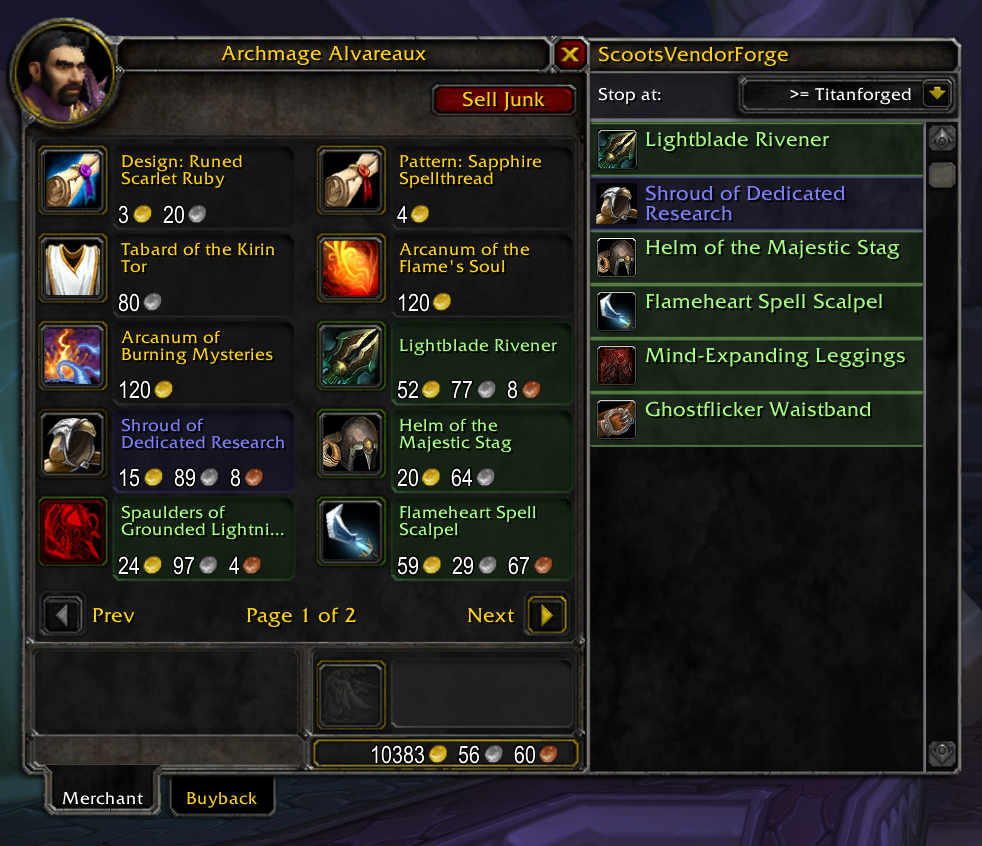 Archmage Alvareaux
ScootsVendorForge
Sell Junk
Stop at:
>= Titanforged
Design: Runed
Scarlet Ruby
3 20
Pattern: Sapphire
Spellthread
4
Tabard of the Kirin
Tor
80
Arcanum of the
Flame's Soul
120
Arcanum of
Burning Mysteries
120
Lightblade Rivener
52 77 8
Shroud of
Dedicated Research
15 89 8
Helm of the
Majestic Stag
20 64
Spaulders of
Grounded Lightni...
24 97 4
Flameheart Spell
Scalpel
59 29 67
Prev
Page 1 of 2
Next
10383 56 60
Merchant
Buyback
Lightblade Rivener
Shroud of Dedicated
Research
Helm of the Majestic Stag
Flameheart Spell Scalpel
Mind-Expanding Leggings
Ghostflicker Waistband